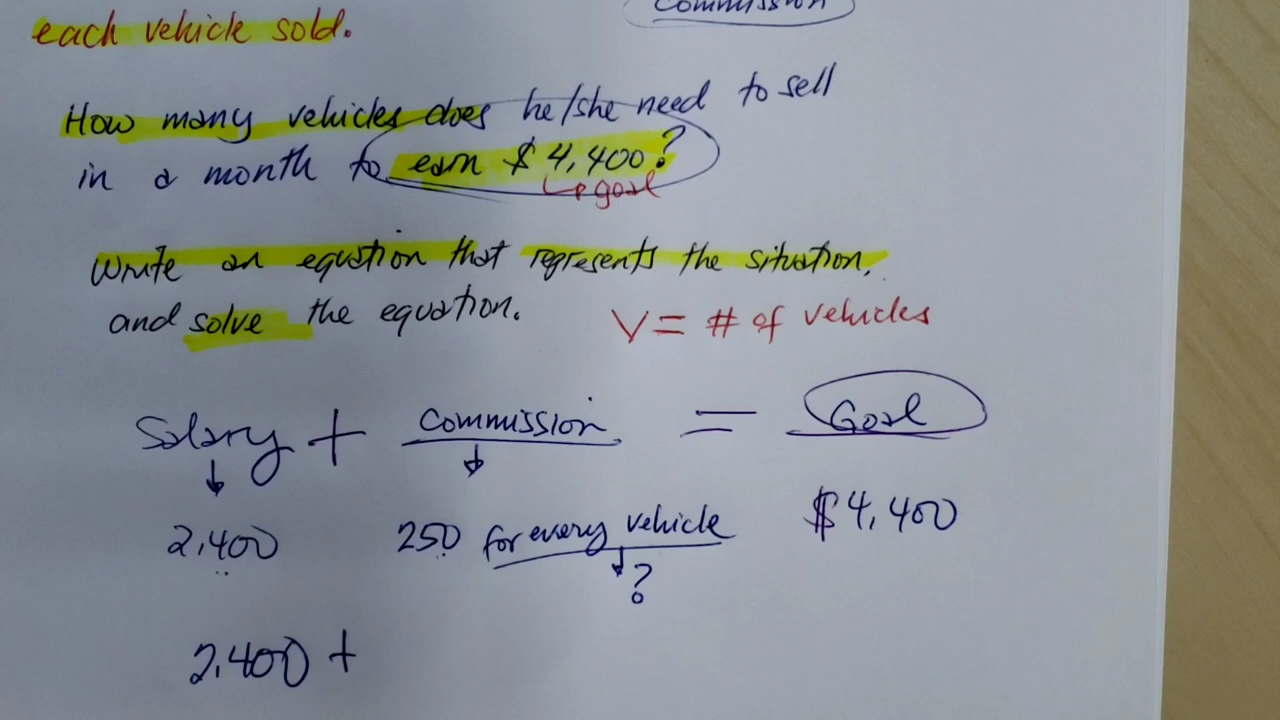 Commission
each vehicle sold.
How many vehicles does he/she need to sell
in a month to earn $4,400?
goal
Write an equation that represents the situation,
and solve the equation.
V = # of vehicles
Salary + Commission = Goal
2,400 250 for every vehicle $4,400
?
2,400 +